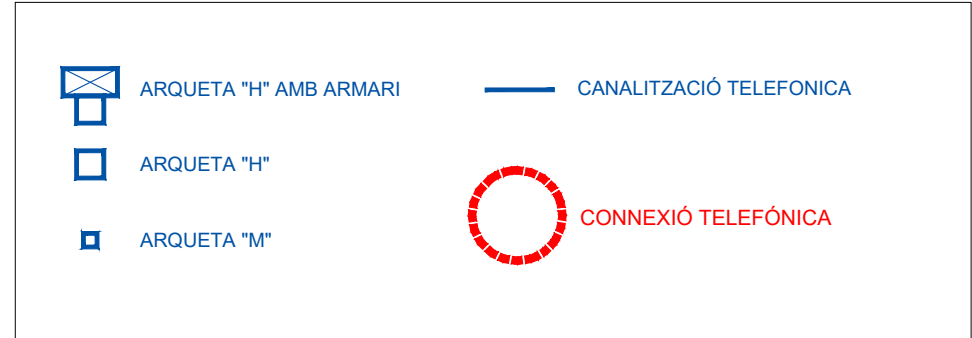 ARQUETA "H" AMB ARMARI
ARQUETA "H"
ARQUETA "M"
CANALITZACIÓ TELEFONICA
CONNEXIÓ TELEFÓNICA